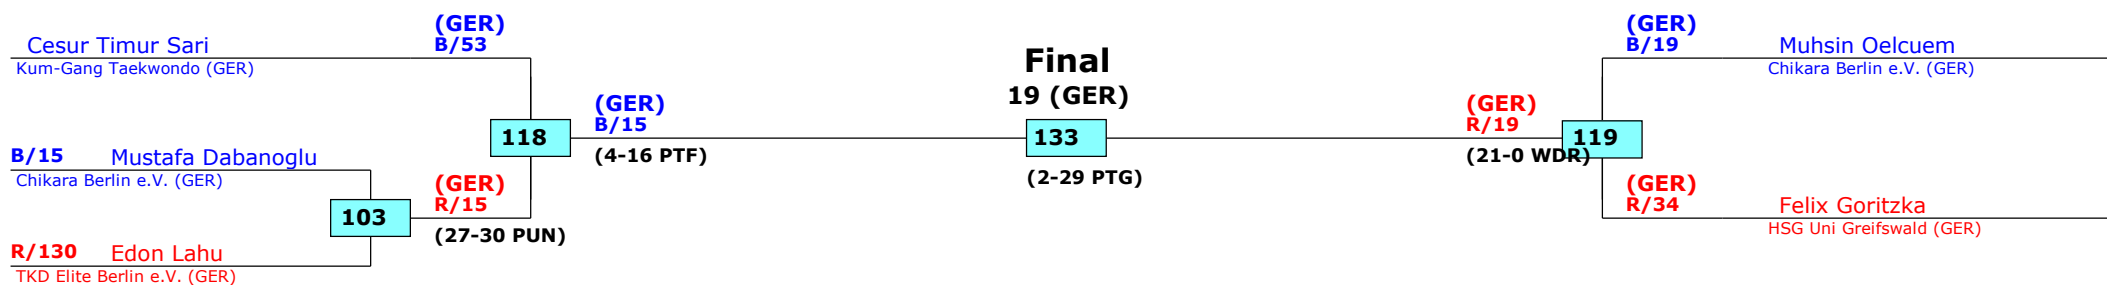 (GER)
B/53
Cesur Timur Sari
Kum-Gang Taekwondo (GER)
B/15 Mustafa Dabanoglu
Chikara Berlin e.V. (GER)
R/130 Edon Lahu
TKD Elite Berlin e.V. (GER)
103
(GER)
R/15
(27-30 PUN)
118
(GER)
B/15
(4-16 PTF)
Final
19 (GER)
133
(2-29 PTG)
(GER)
R/19
(21-0 WDR)
119
(GER)
B/19
Muhsin Oelcuem
Chikara Berlin e.V. (GER)
(GER)
R/34
Felix Goritzka
HSG Uni Greifswald (GER)